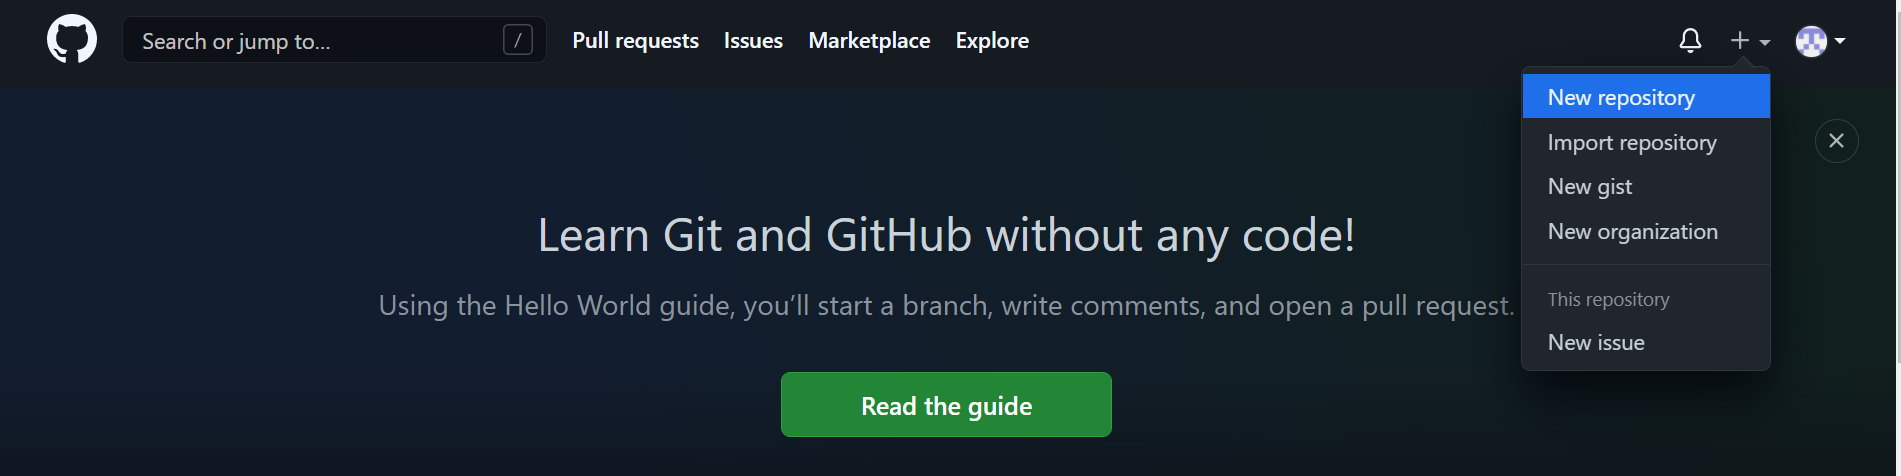 Search or jump to... / Pull requests Issues Marketplace Explore
New repository
Import repository
New gist
New organization
This repository
New issue
Learn Git and GitHub without any code!
Using the Hello World guide, you’ll start a branch, write comments, and open a pull request.
Read the guide